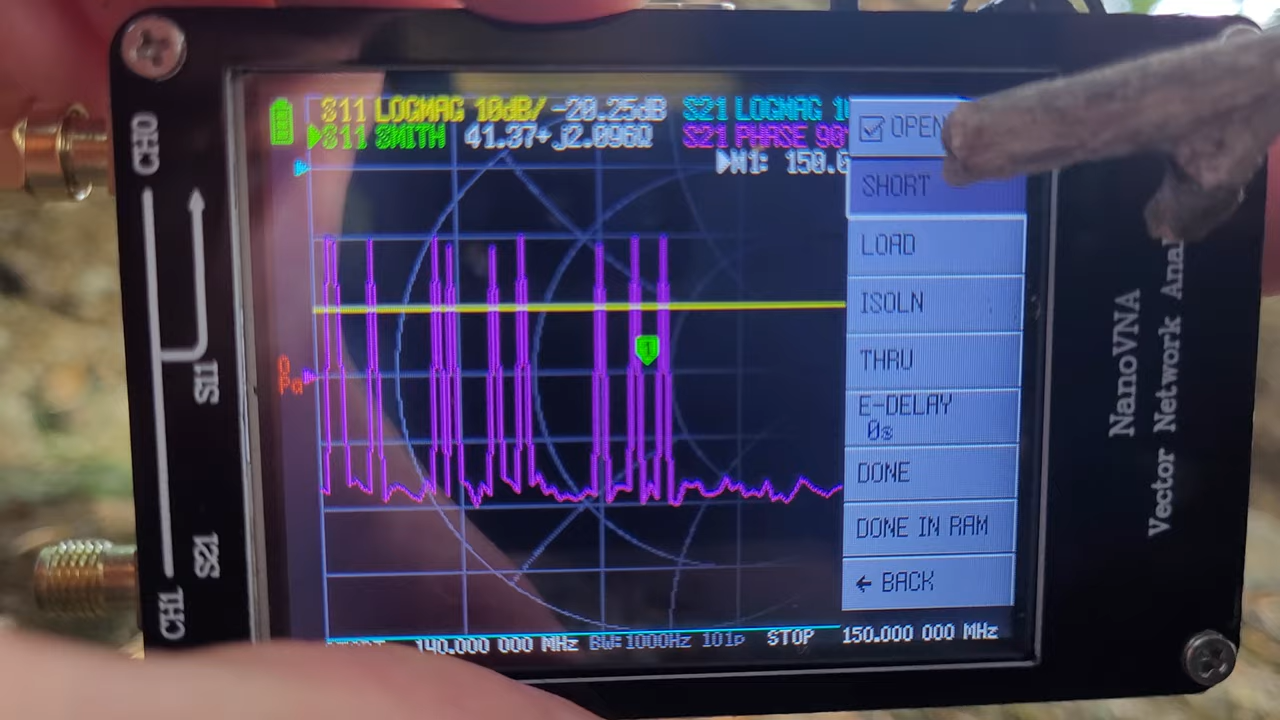 S11 LOGMAG 10dB/ -20.25dB S21 LOGMAG
S11 SMITH 41.37+j2.096Ω S21 PHASE
M1:
OPEN
SHORT
LOAD
ISOLN
THRU
E-DELAY
0s
DONE
DONE IN RAM
← BACK
0
140.000 000 MHz BW:1000Hz 101p STOP 150.000 000 MHz
1
CH0
S11
S21
CH1
NanoVNA
Vector Network